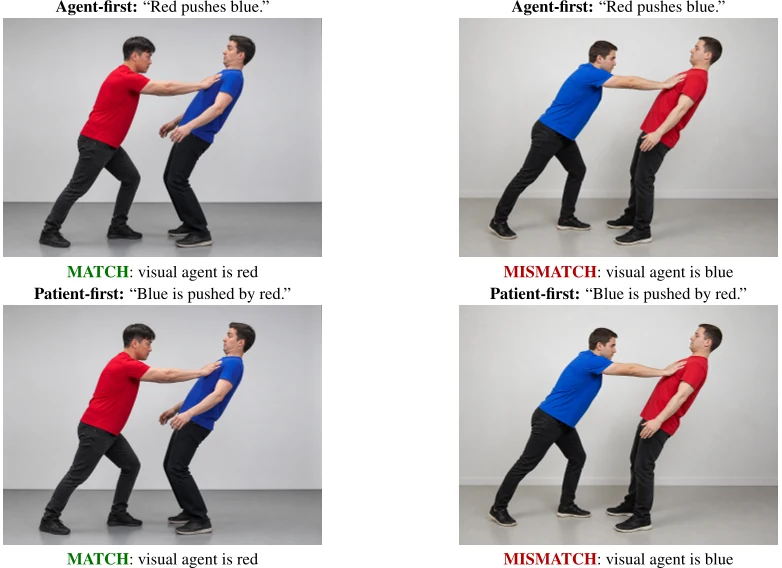 Agent-first: “Red pushes blue.”
Agent-first: “Red pushes blue.”
MATCH: visual agent is red
MISMATCH: visual agent is blue
Patient-first: “Blue is pushed by red.”
Patient-first: “Blue is pushed by red.”
MATCH: visual agent is red
MISMATCH: visual agent is blue